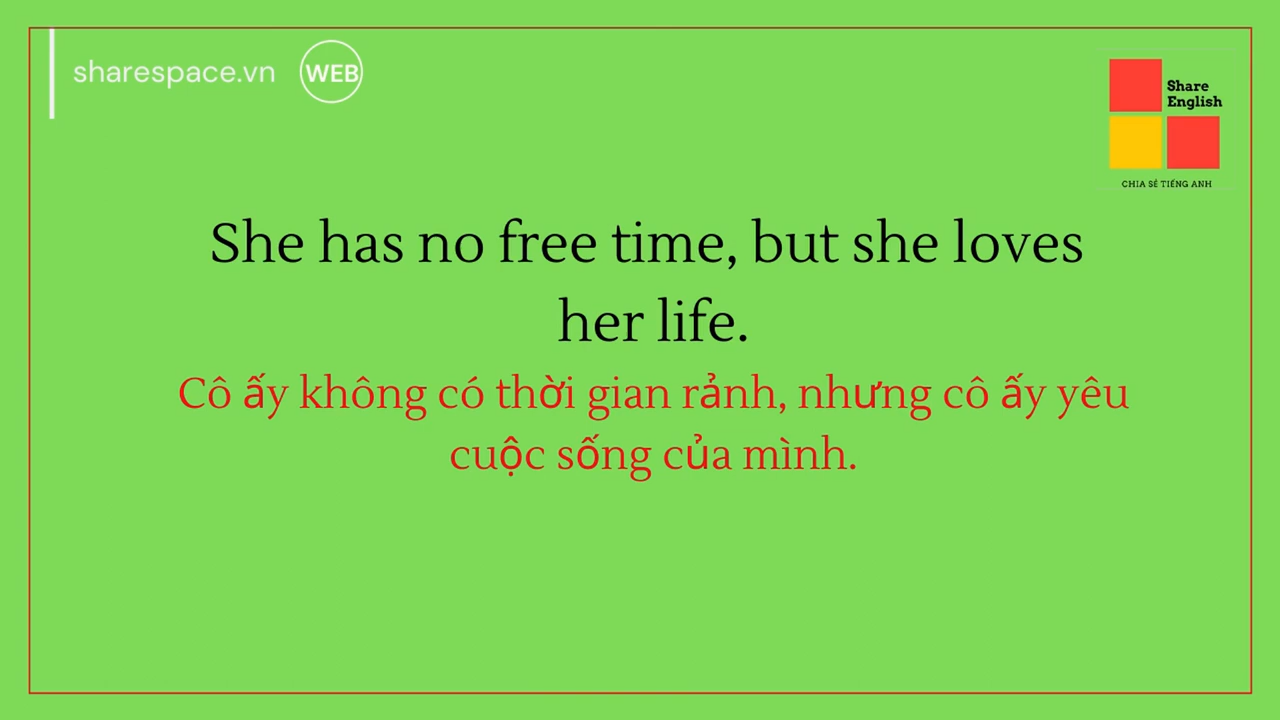 sharespace.vn WEB
Share
English
CHIA SẺ TIẾNG ANH
She has no free time, but she loves
her life.
Cô ấy không có thời gian rảnh, nhưng cô ấy yêu
cuộc sống của mình.